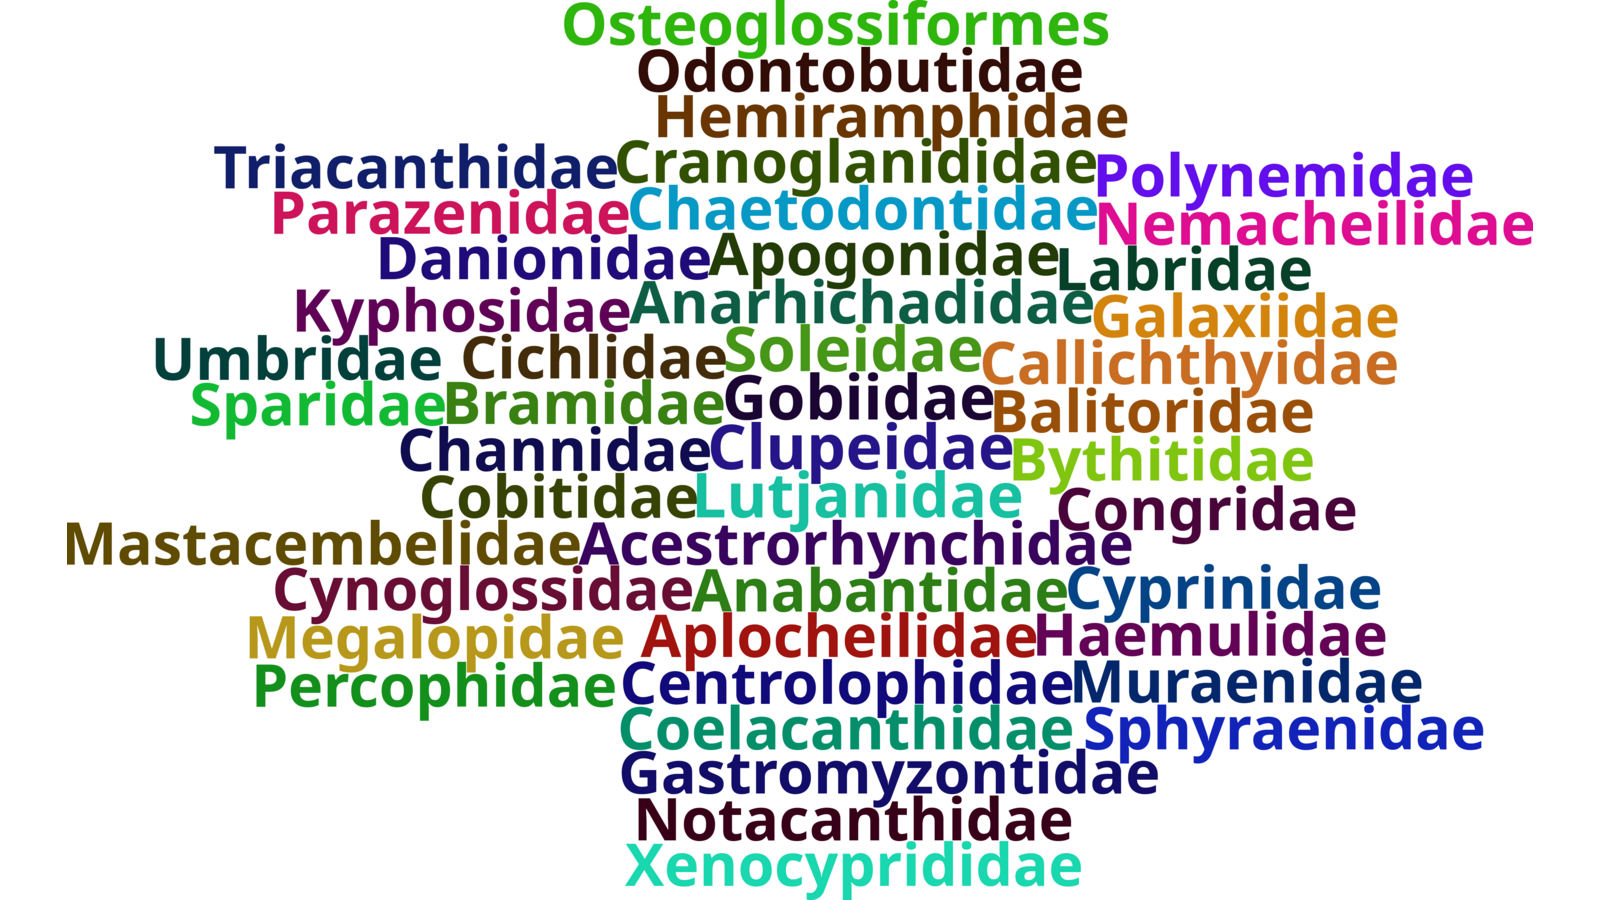 Osteoglossiformes
Odontobutidae
Hemiramphidae
Triacanthidae Cranoglanididae Polynemidae
Parazenidae Chaetodontidae Nemacheilidae
Danionidae Apogonidae Labridae
Kyphosidae Anarhichadidae Galaxiidae
Umbridae Cichlidae Soleidae Callichthyidae
Sparidae Bramidae Gobiidae Balitoridae
Channidae Clupeidae Bythitidae
Cobitidae Lutjanidae Congridae
Mastacembelidae Acestrorhynchidae
Cynoglossidae Anabantidae Cyprinidae
Megalopidae Aplocheilidae Haemulidae
Percophidae Centrolophidae Muraenidae
Coelacanthidae Sphyraenidae
Gastromyzontidae
Notacanthidae
Xenocyprididae